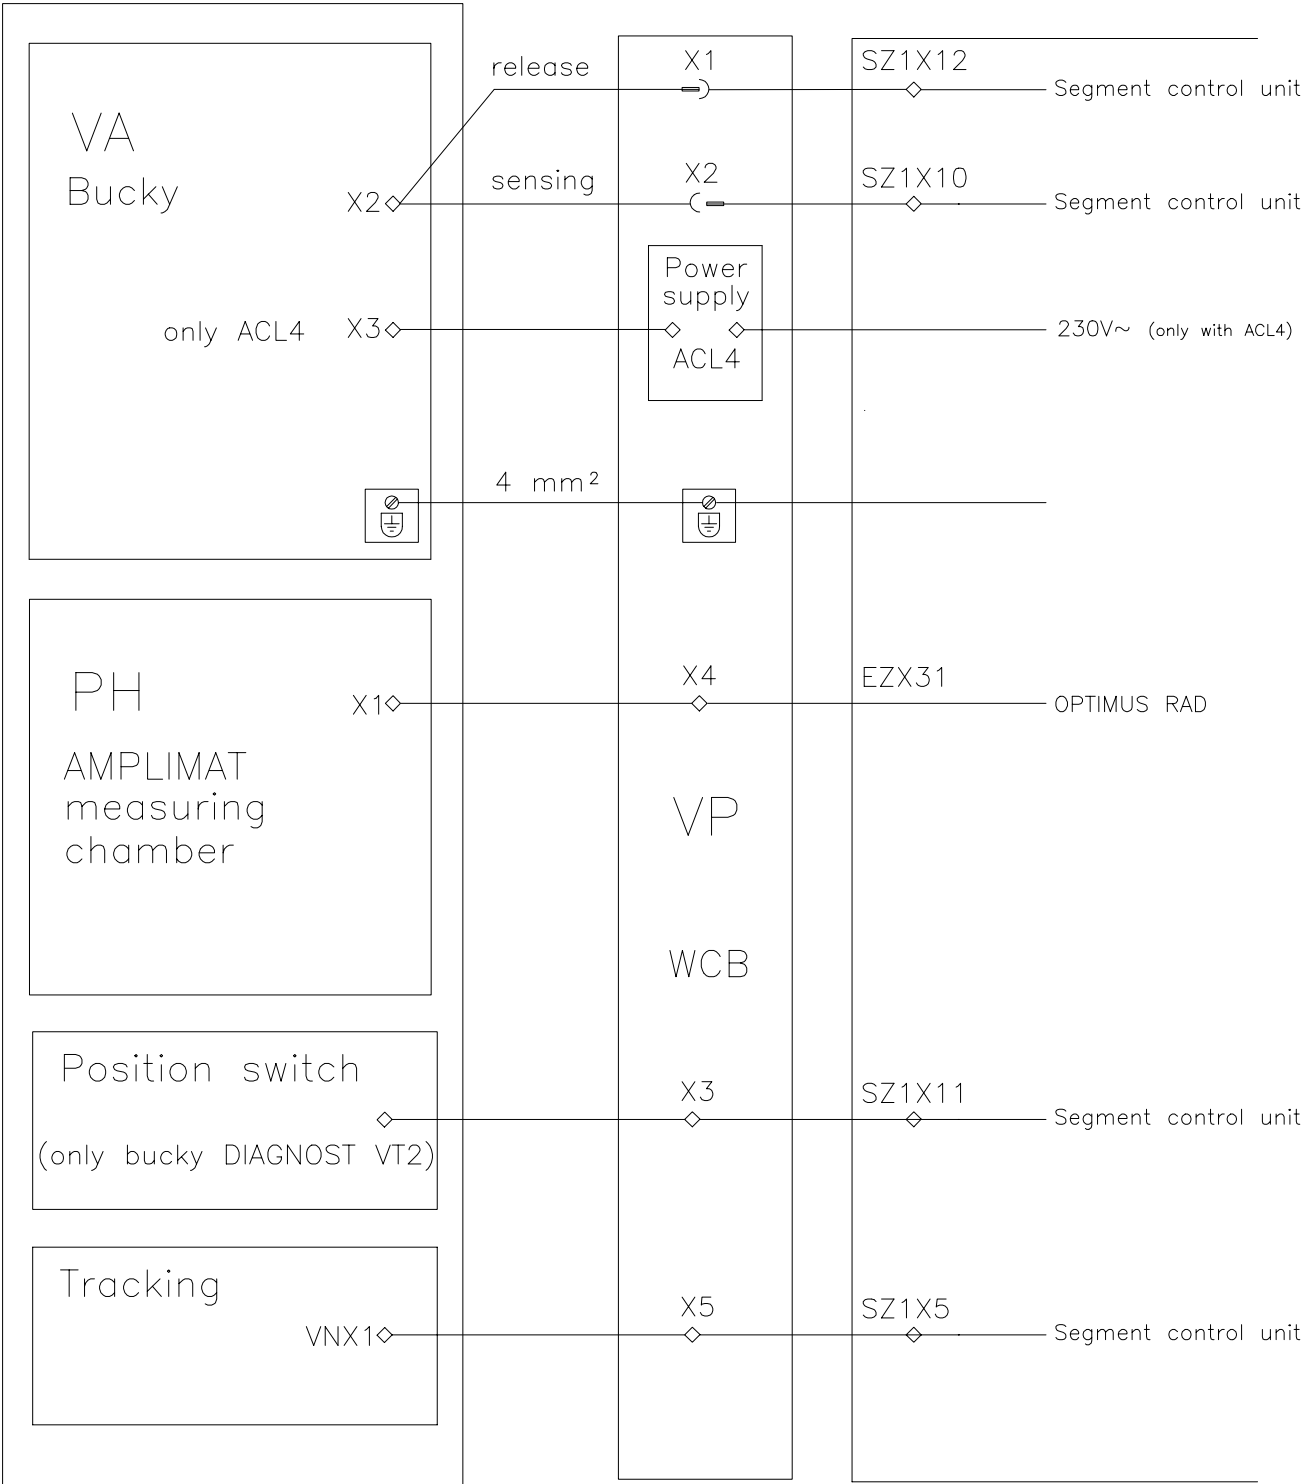 release
X1
SZ1X12
Segment control unit
VA
Bucky
X2
sensing
X2
SZ1X10
Segment control unit
Power
supply
only ACL4
X3
ACL4
230V~ (only with ACL4)
4 mm²
PH
X1
X4
EZX31
OPTIMUS RAD
AMPLIMAT
measuring
chamber
VP
WCB
Position switch
X3
SZ1X11
Segment control unit
(only bucky DIAGNOST VT2)
Tracking
VNX1
X5
SZ1X5
Segment control unit